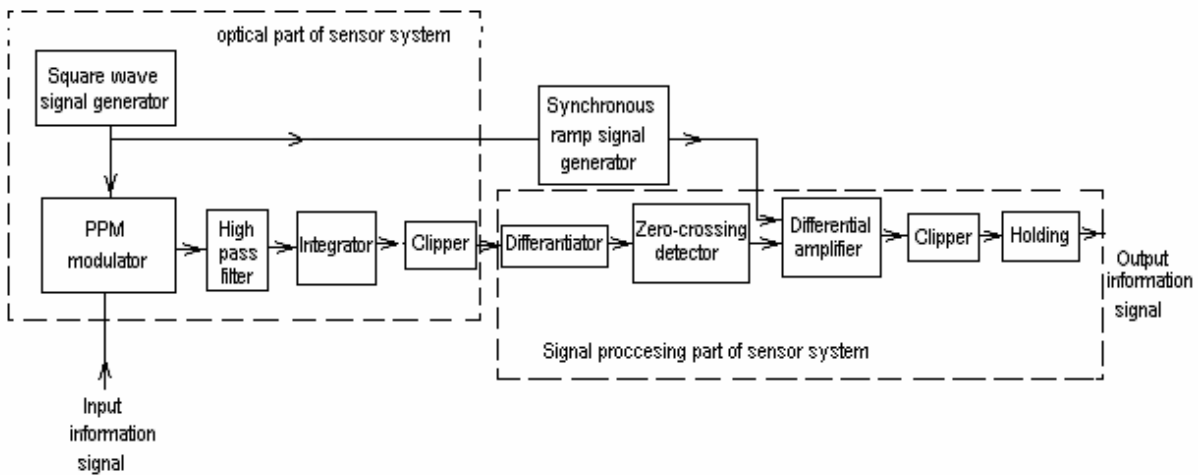 optical part of sensor system
Square wave
signal generator
Synchronous
ramp signal
generator
PPM
modulator
High
pass
filter
Integrator
Clipper
Differantiator
Zero-crossing
detector
Differential
amplifier
Clipper
Holding
Output
information
signal
Signal proccesing part of sensor system
Input
information
signal